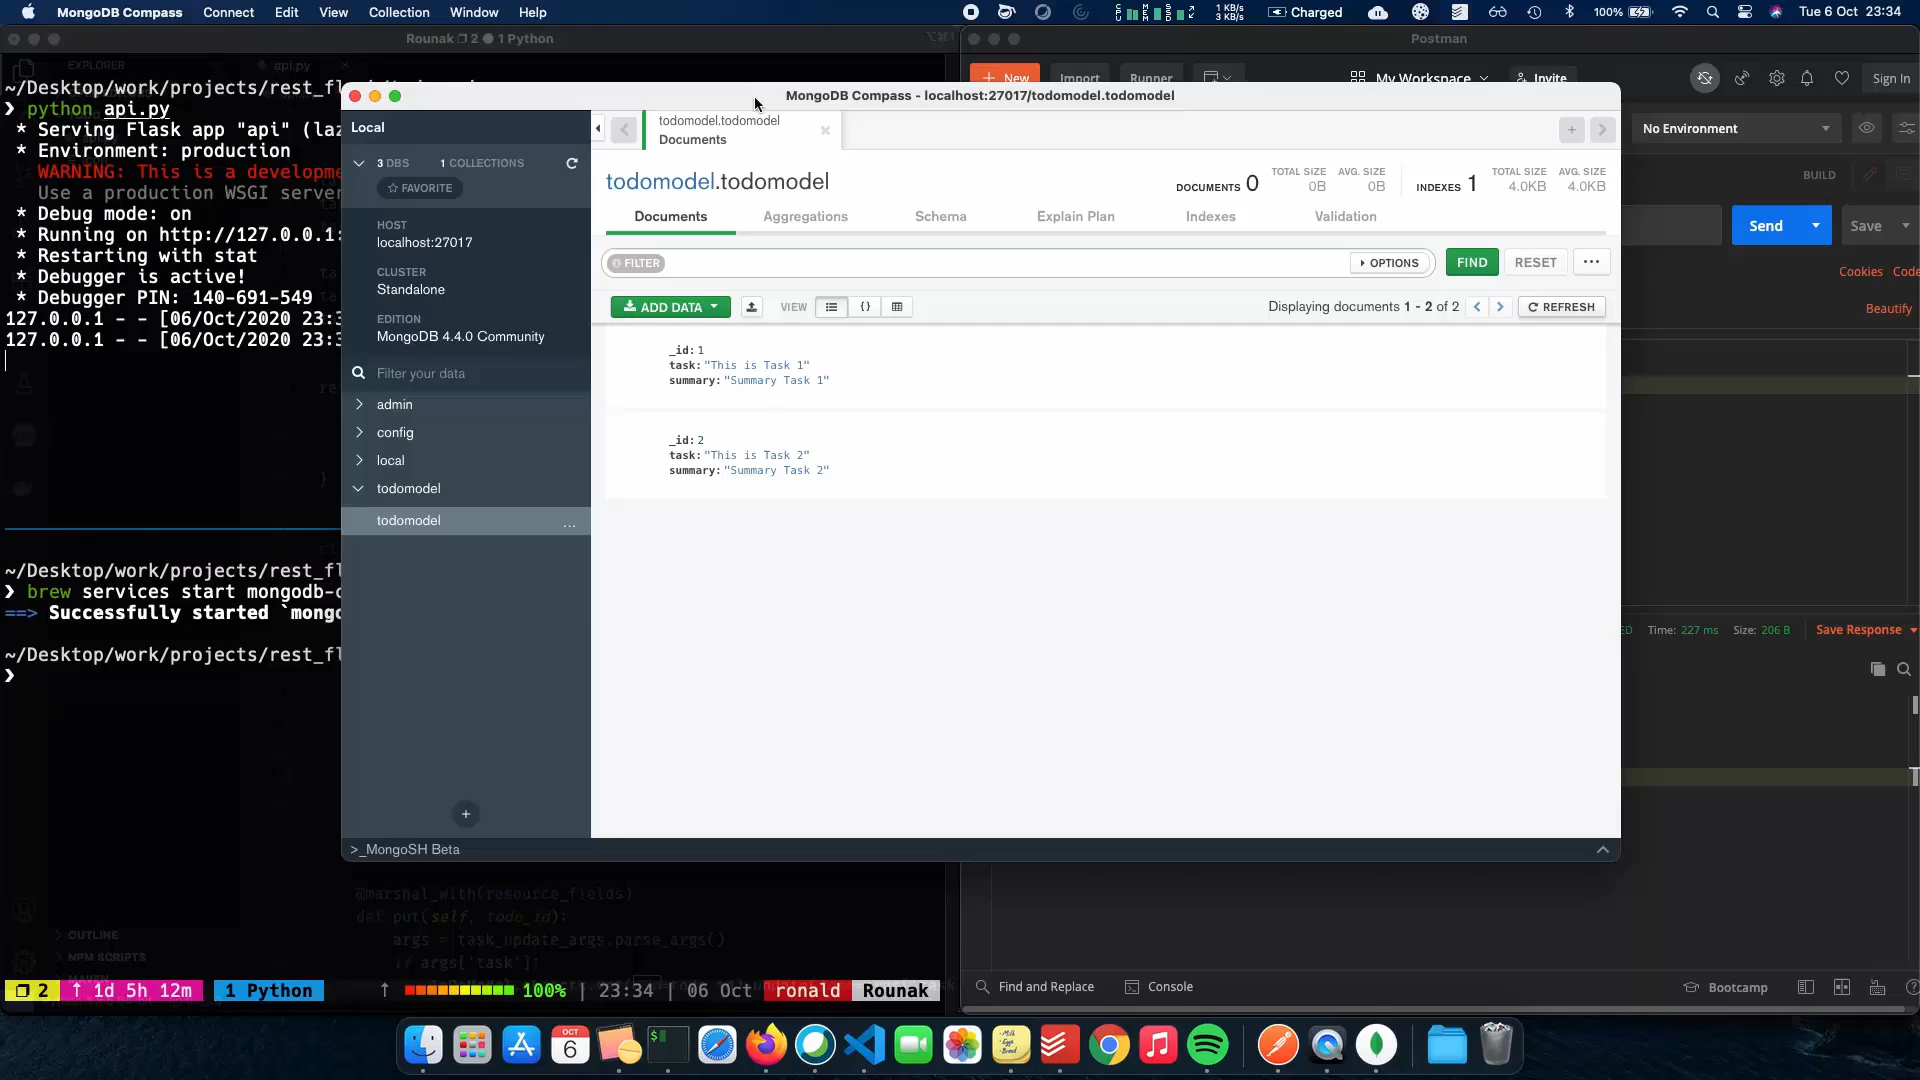 MongoDB Compass Connect Edit View Collection Window Help
1 KB/s
3 KB/s
Charged
100%
Tue 6 Oct 23:34
Rounak 2 1 Python
Postman
EXPLORER
api.py
~/Desktop/work/projects/rest_fl
❯ python api.py
* Serving Flask app "api" (la
* Environment: production
WARNING: This is a developme
Use a production WSGI server
* Debug mode: on
* Running on http://127.0.0.1:
* Restarting with stat
* Debugger is active!
* Debugger PIN: 140-691-549
127.0.0.1 - - [06/Oct/2020 23:3
127.0.0.1 - - [06/Oct/2020 23:3
~/Desktop/work/projects/rest_fl
❯ brew services start mongodb-c
==> Successfully started `mongo
~/Desktop/work/projects/rest_fl
❯
MongoDB Compass - localhost:27017/todomodel.todomodel
Local
3 DBS 1 COLLECTIONS
FAVORITE
HOST
localhost:27017
CLUSTER
Standalone
EDITION
MongoDB 4.4.0 Community
Filter your data
admin
config
local
todomodel
todomodel ...
+
>_MongoSH Beta
todomodel.todomodel
Documents
todomodel.todomodel
DOCUMENTS 0
TOTAL SIZE
0B
AVG. SIZE
0B
INDEXES 1
TOTAL SIZE
4.0KB
AVG. SIZE
4.0KB
Documents Aggregations Schema Explain Plan Indexes Validation
FILTER
OPTIONS
FIND
RESET
...
ADD DATA
VIEW
{}
Displaying documents 1 - 2 of 2
REFRESH
_id: 1
task: "This is Task 1"
summary: "Summary Task 1"
_id: 2
task: "This is Task 2"
summary: "Summary Task 2"
+ New
Import
Runner
My Workspace
Invite
Sign In
No Environment
BUILD
Send
Save
Cookies Code
Beautify
Time: 227 ms Size: 206 B Save Response
@marshal_with(resource_fields)
def put(self, todo_id):
args = task_update_args.parse_args()
if args['task']:
OUTLINE
NPM SCRIPTS
MAVEN
2 ↑ 1d 5h 12m 1 Python
↑ 100% | 23:34 | 06 Oct ronald Rounak
Find and Replace
Console
Bootcamp
OCT
6